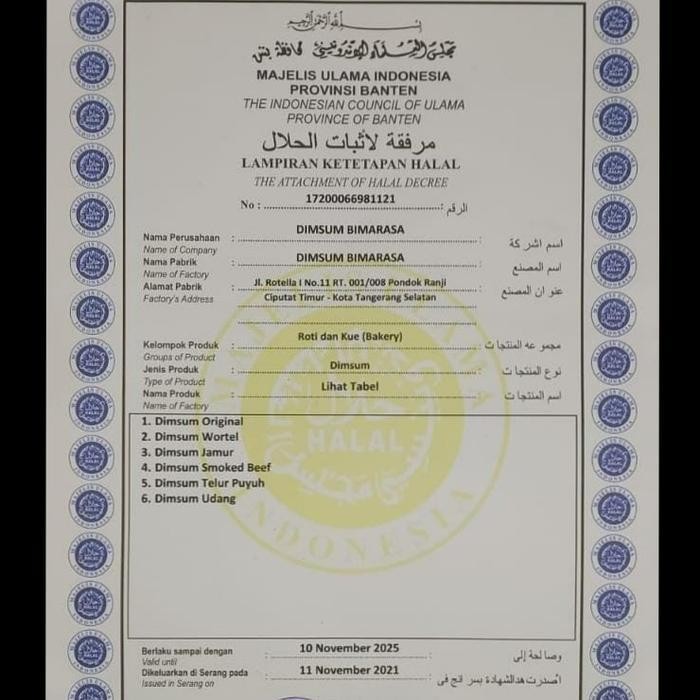 بسم الله الرحمن الرحيم
MAJELIS ULAMA INDONESIA
PROVINSI BANTEN
THE INDONESIAN COUNCIL OF ULAMA
PROVINCE OF BANTEN
مرفقة لاثبات الحلال
LAMPIRAN KETETAPAN HALAL
THE ATTACHMENT OF HALAL DECREE
No : 17200066981121 الرقم :
Nama Perusahaan : DIMSUM BIMARASA : اسم اشركة
Name of Company
Nama Pabrik : DIMSUM BIMARASA : اسم المصنع
Name of Factory
Alamat Pabrik : Jl. Rotella I No.11 RT. 001/008 Pondok Ranji : عنوان المصنع
Factory's Address Ciputat Timur - Kota Tangerang Selatan
Kelompok Produk : Roti dan Kue (Bakery) : مجموعه المنتجات
Groups of Product
Jenis Produk : Dimsum : نوع المنتجات
Type of Product
Nama Produk : Lihat Tabel : اسم المنتجات
Name of Factory
1. Dimsum Original
2. Dimsum Wortel
3. Dimsum Jamur
4. Dimsum Smoked Beef
5. Dimsum Telur Puyuh
6. Dimsum Udang
HALAL
INDONESIA
Berlaku sampai dengan : 10 November 2025 : وصالحة إلى
Valid until
Dikeluarkan di Serang pada : 11 November 2021 :
Issued in Serang on